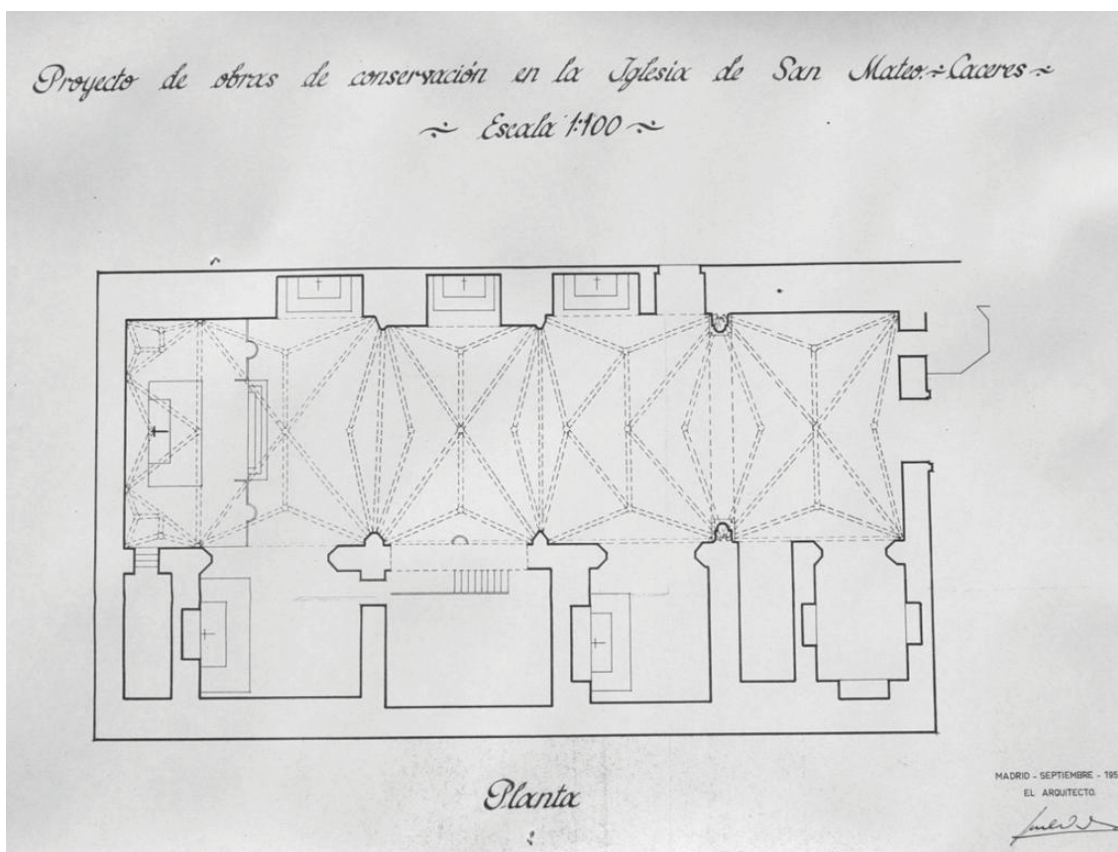 Proyecto de obras de conservación en la Iglesia de San Mateo.÷Caceres~
~ Escala 1:100 ~
Planta
MADRID - SEPTIEMBRE - 195
EL ARQUITECTO.